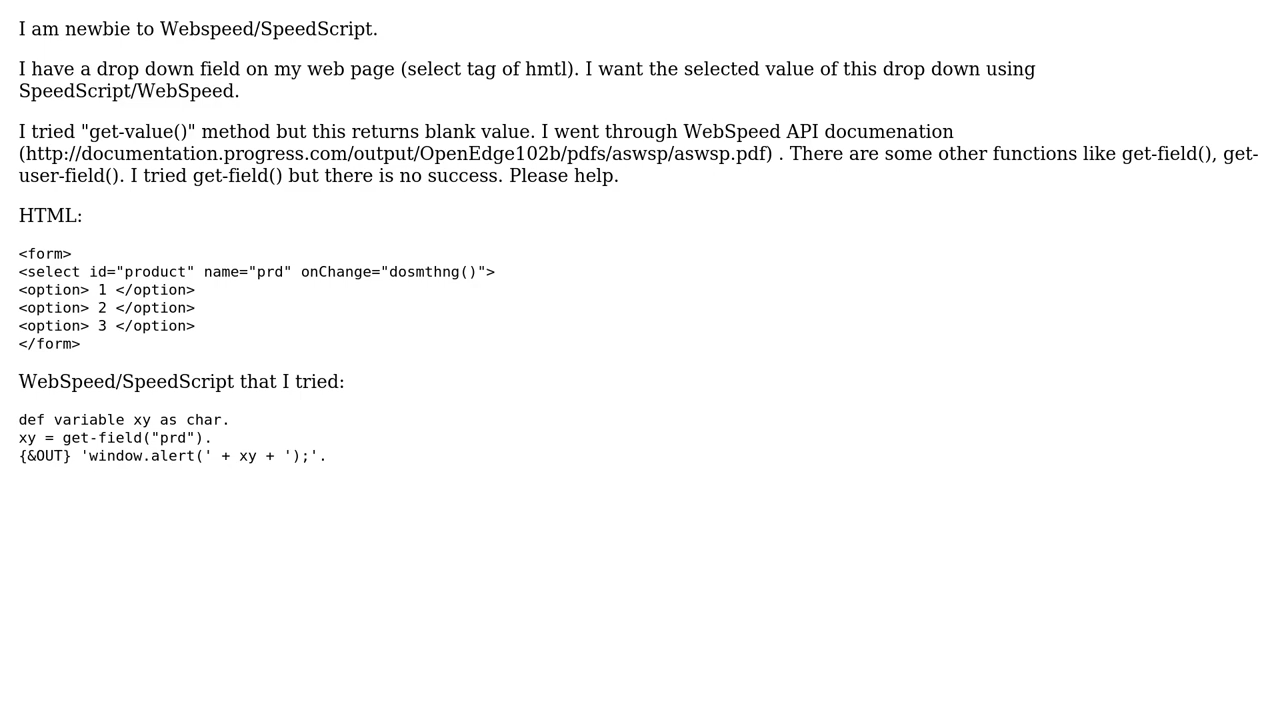 I am newbie to Webspeed/SpeedScript.
I have a drop down field on my web page (select tag of hmtl). I want the selected value of this drop down using
SpeedScript/WebSpeed.
I tried "get-value()" method but this returns blank value. I went through WebSpeed API documenation
(http://documentation.progress.com/output/OpenEdge102b/pdfs/aswsp/aswsp.pdf) . There are some other functions like get-field(), get-
user-field(). I tried get-field() but there is no success. Please help.
HTML:
<form>
<select id="product" name="prd" onChange="dosmthng()">
<option> 1 </option>
<option> 2 </option>
<option> 3 </option>
</form>
WebSpeed/SpeedScript that I tried:
def variable xy as char.
xy = get-field("prd").
{&OUT} 'window.alert(' + xy + ');'.